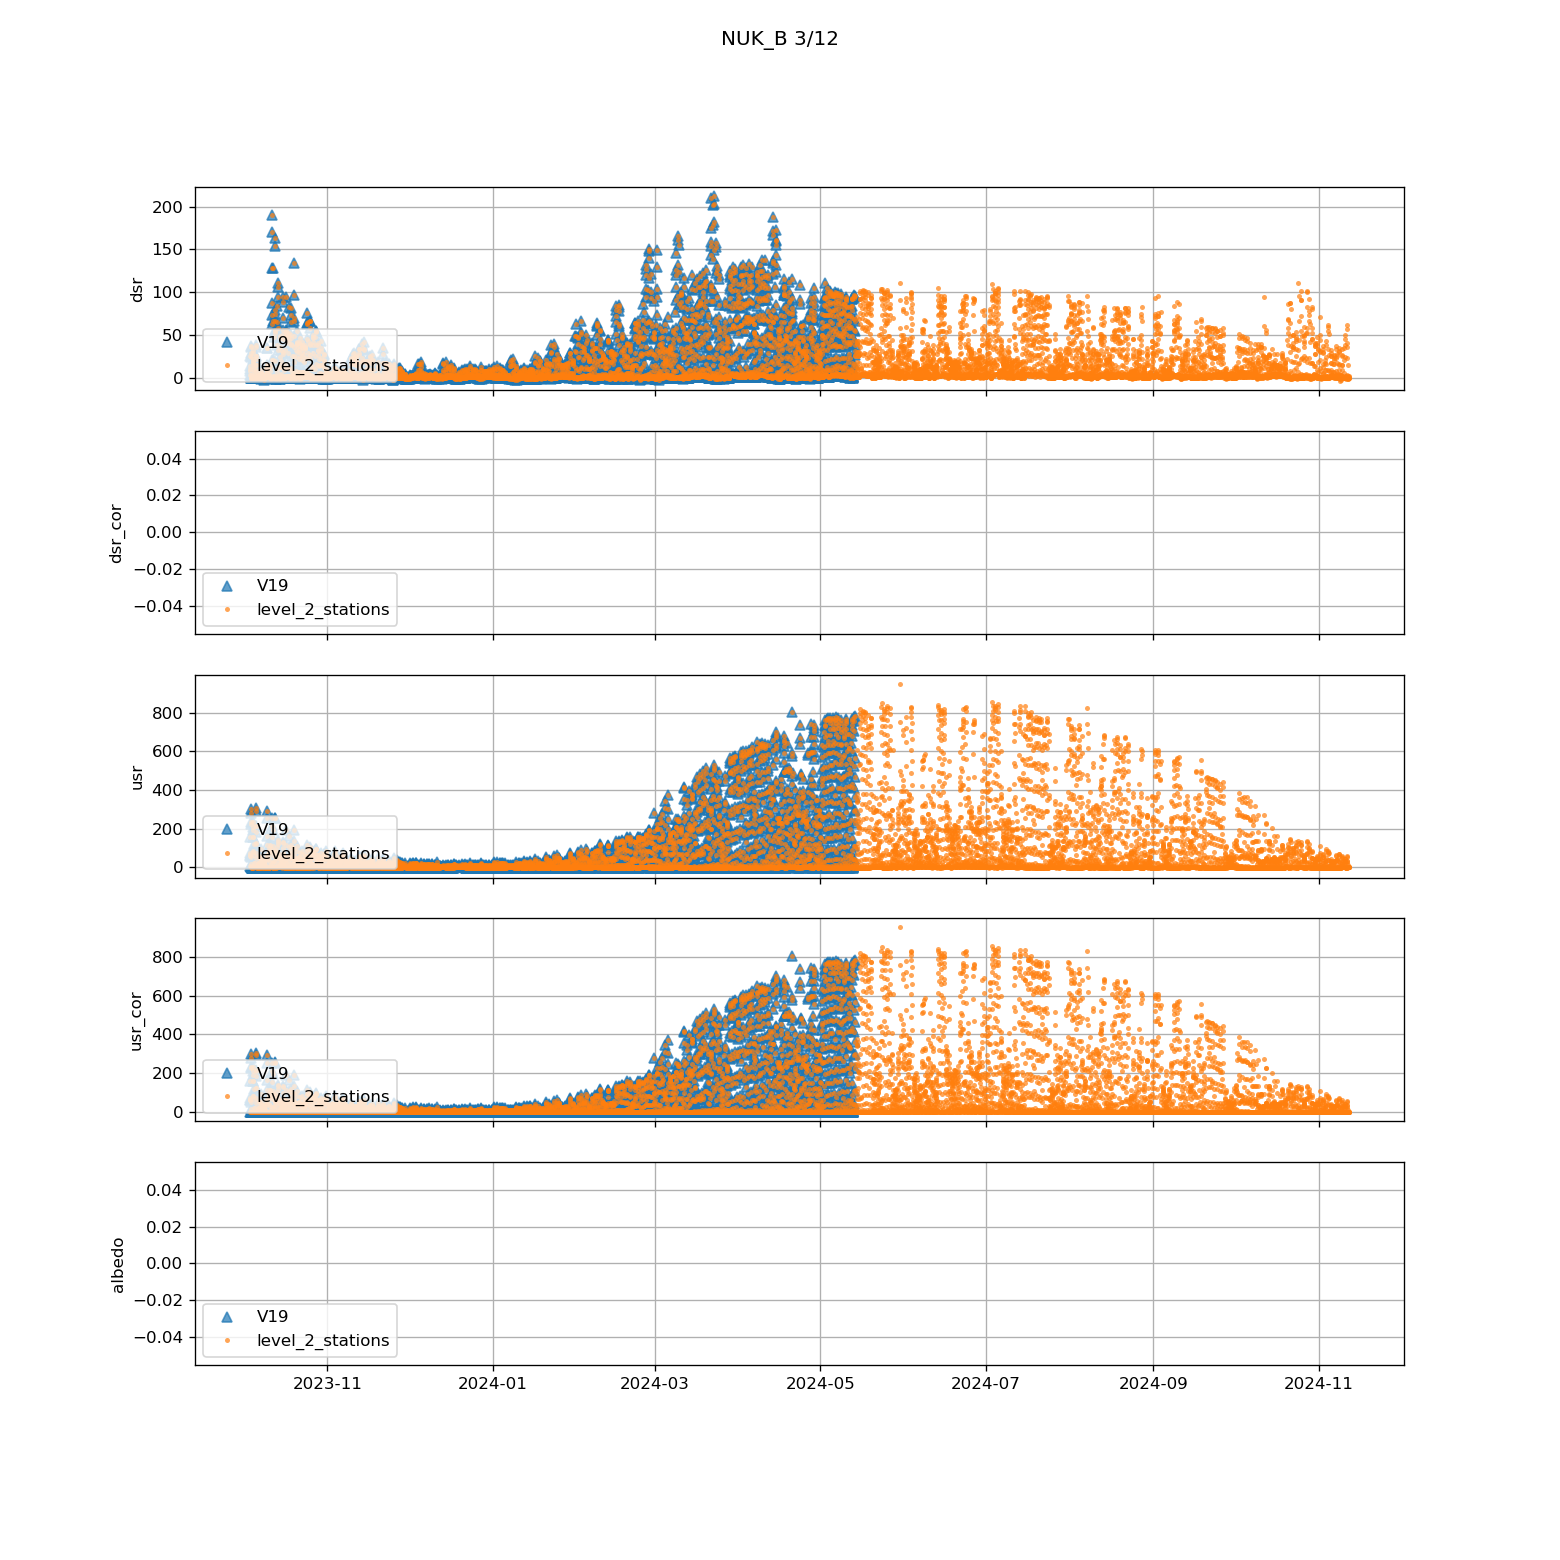 NUK_B 3/12
200
150
100
50
0
dsr
V19
level_2_stations
0.04
0.02
0.00
−0.02
−0.04
dsr_cor
V19
level_2_stations
800
600
400
200
0
usr
V19
level_2_stations
800
600
400
200
0
usr_cor
V19
level_2_stations
0.04
0.02
0.00
−0.02
−0.04
albedo
V19
level_2_stations
2023-11 2024-01 2024-03 2024-05 2024-07 2024-09 2024-11